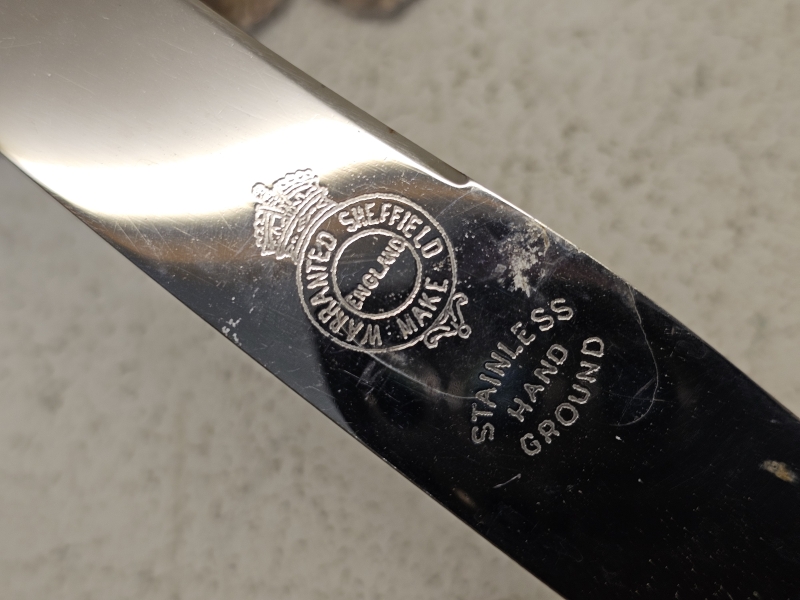 WARRANTED SHEFFIELD MAKE
ENGLAND
STAINLESS
HAND
GROUND